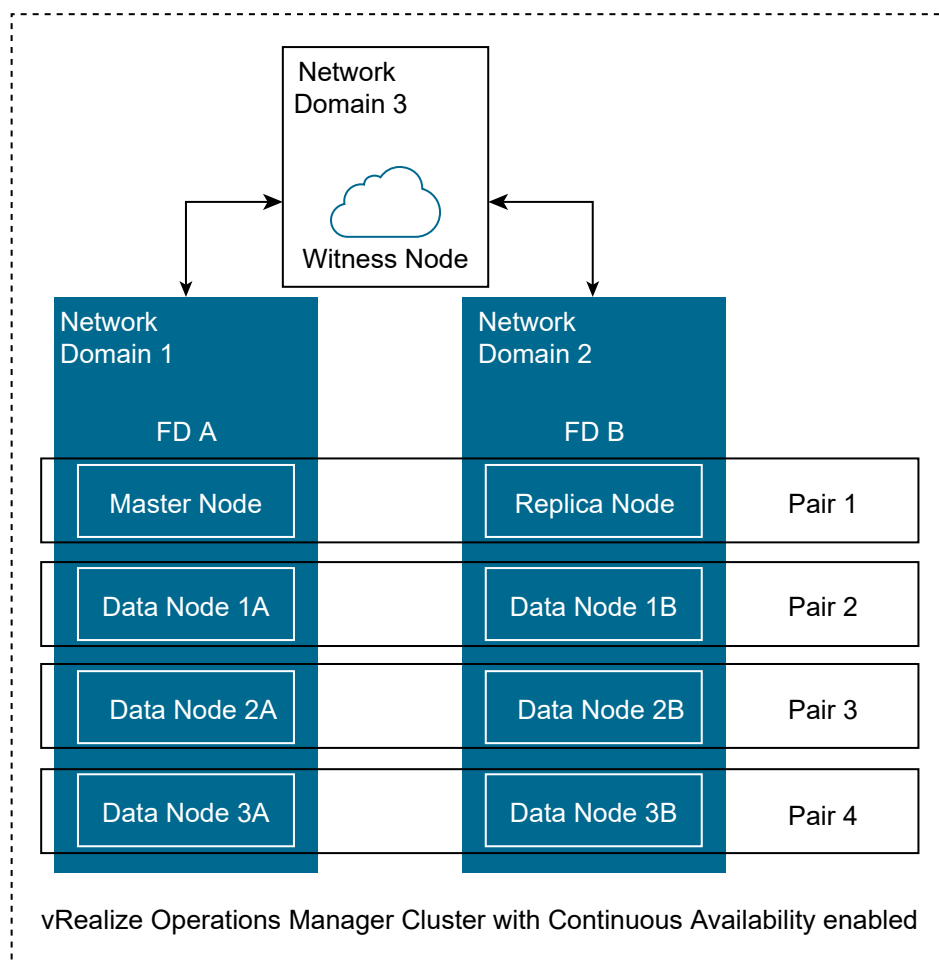 Network
Domain 3
Witness Node
Network
Domain 1
Network
Domain 2
FD A
FD B
Master Node
Replica Node
Pair 1
Data Node 1A
Data Node 1B
Pair 2
Data Node 2A
Data Node 2B
Pair 3
Data Node 3A
Data Node 3B
Pair 4
vRealize Operations Manager Cluster with Continuous Availability enabled